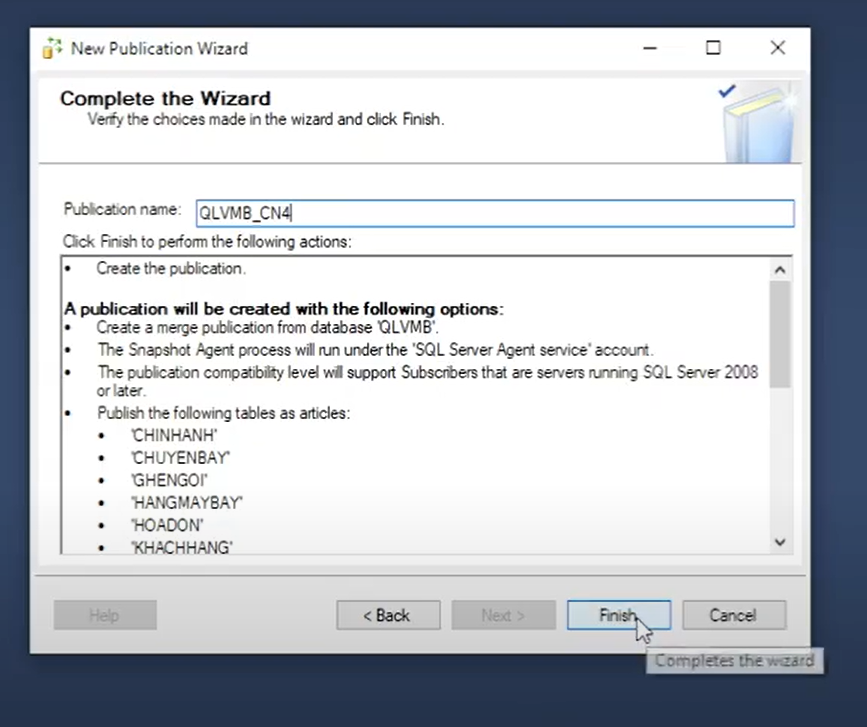 New Publication Wizard
Complete the Wizard
Verify the choices made in the wizard and click Finish.
Publication name: QLVMB_CN4
Click Finish to perform the following actions:
• Create the publication.
A publication will be created with the following options:
• Create a merge publication from database 'QLVMB'.
• The Snapshot Agent process will run under the 'SQL Server Agent service' account.
• The publication compatibility level will support Subscribers that are servers running SQL Server 2008
or later.
• Publish the following tables as articles:
• 'CHINHANH'
• 'CHUYENBAY'
• 'GHENGOI'
• 'HANGMAYBAY'
• 'HOADON'
• 'KHACHHANG'
Help
< Back
Next >
Finish
Cancel
Completes the wizard